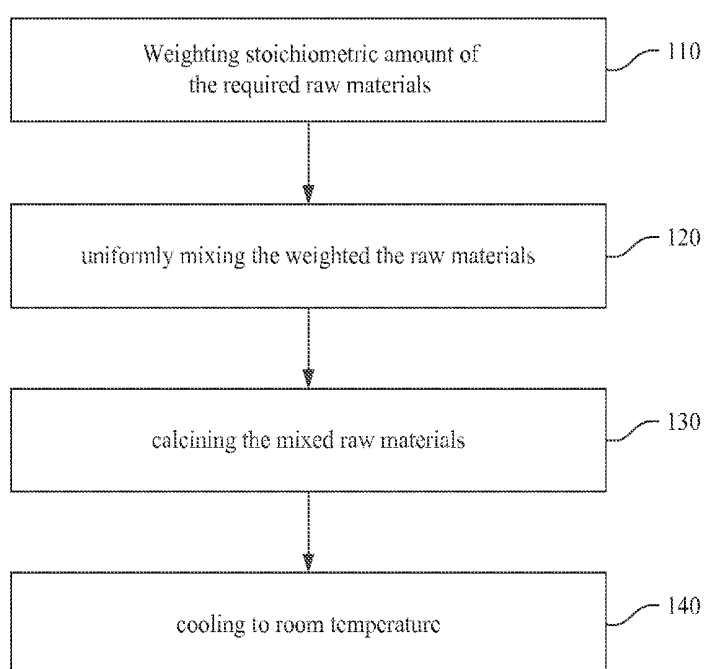 Weighting stoichiometric amount of
the required raw materials
110
uniformly mixing the weighted the raw materials
120
calcining the mixed raw materials
130
cooling to room temperature
140